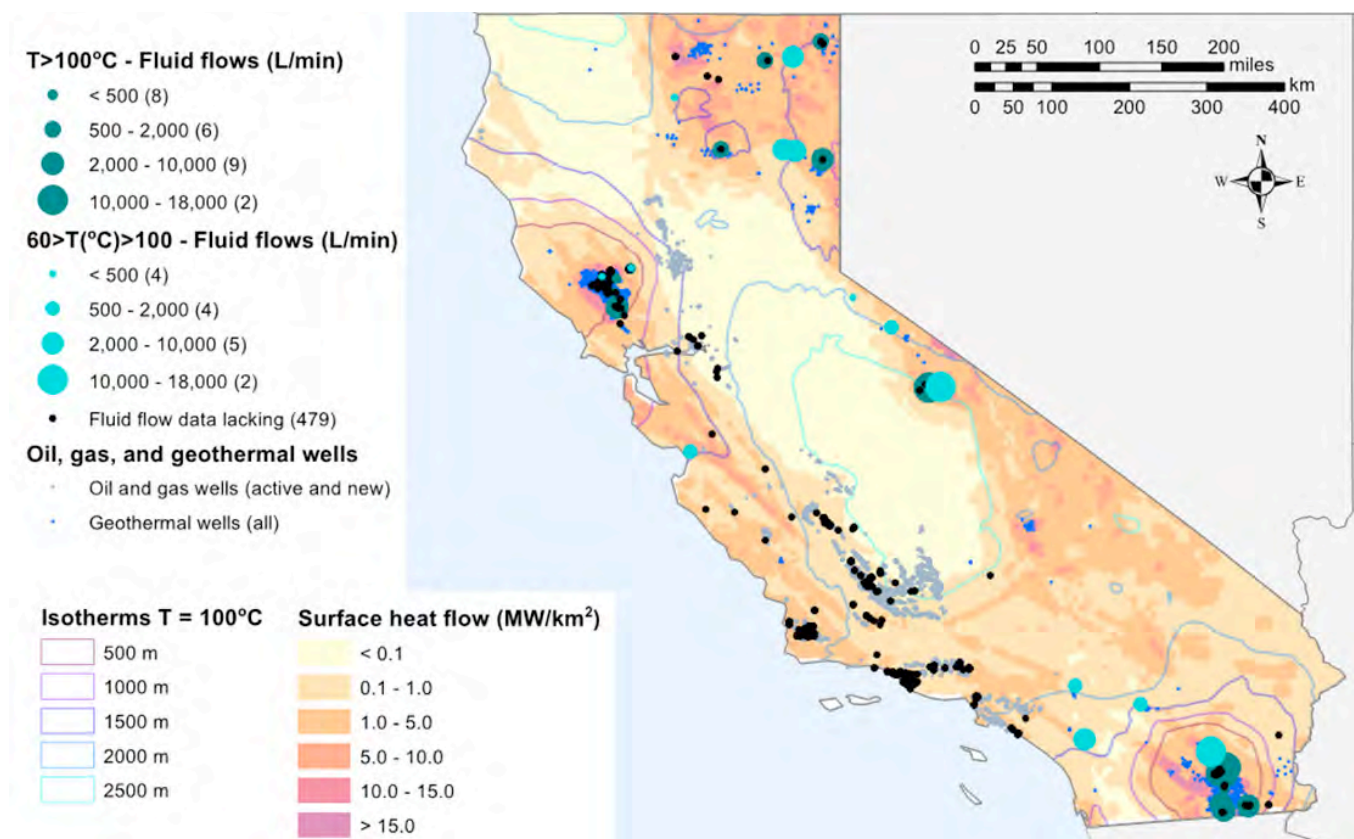 T>100°C - Fluid flows (L/min)
< 500 (8)
500 - 2,000 (6)
2,000 - 10,000 (9)
10,000 - 18,000 (2)
60>T(°C)>100 - Fluid flows (L/min)
< 500 (4)
500 - 2,000 (4)
2,000 - 10,000 (5)
10,000 - 18,000 (2)
Fluid flow data lacking (479)
Oil, gas, and geothermal wells
Oil and gas wells (active and new)
Geothermal wells (all)
Isotherms T = 100°C
500 m
1000 m
1500 m
2000 m
2500 m
Surface heat flow (MW/km²)
< 0.1
0.1 - 1.0
1.0 - 5.0
5.0 - 10.0
10.0 - 15.0
> 15.0
0 25 50 100 150 200
miles
km
0 50 100 200 300 400
N
W E
S